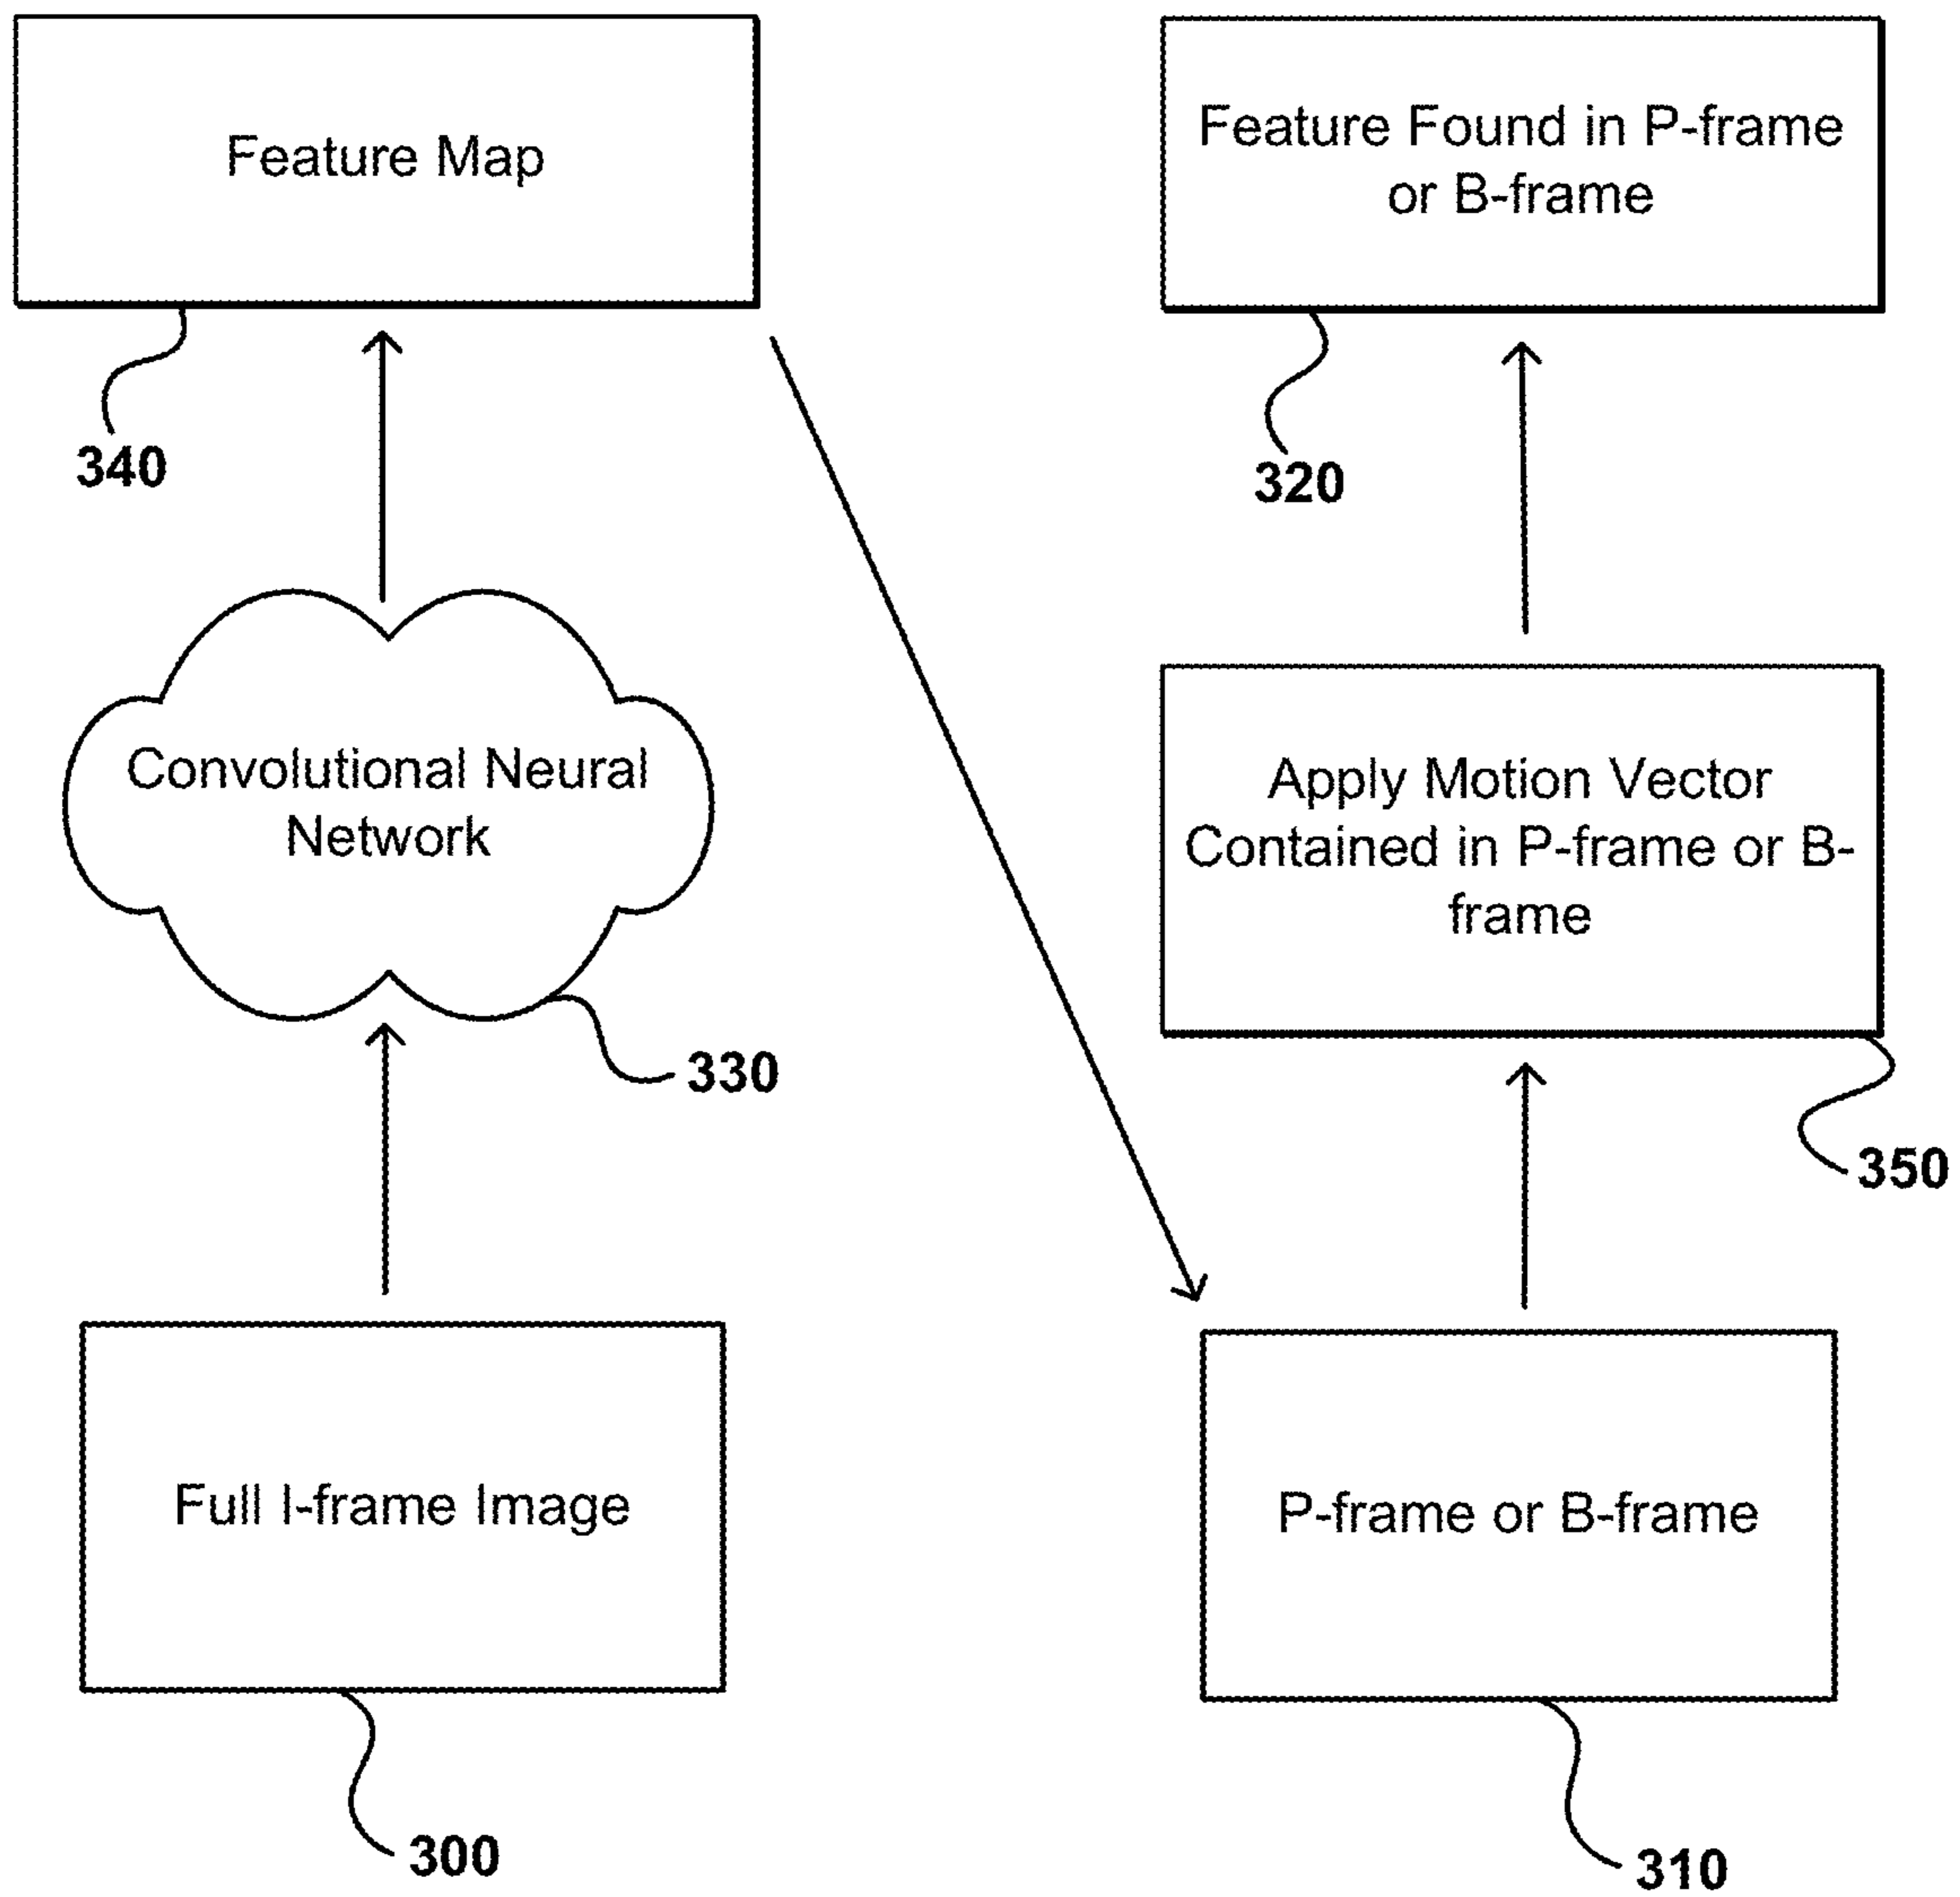 Feature Map
340
Feature Found in P-frame
or B-frame
320
Convolutional Neural
Network
330
Apply Motion Vector
Contained in P-frame or B-
frame
350
Full I-frame Image
300
P-frame or B-frame
310